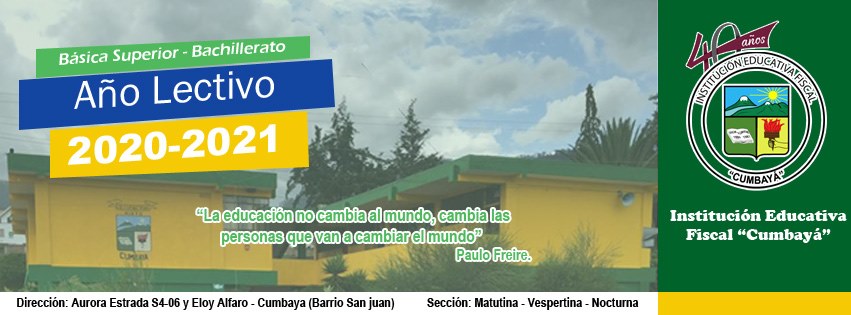 Básica Superior - Bachillerato
Año Lectivo
2020-2021
“La educación no cambia al mundo, cambia las
personas que van a cambiar el mundo”
Paulo Freire.
CUMBAYÁ
Dirección: Aurora Estrada S4-06 y Eloy Alfaro - Cumbaya (Barrio San juan)
Sección: Matutina - Vespertina - Nocturna
40 años
INSTITUCIÓN EDUCATIVA FISCAL
“CUMBAYÁ”
Institución Educativa
Fiscal “Cumbayá”